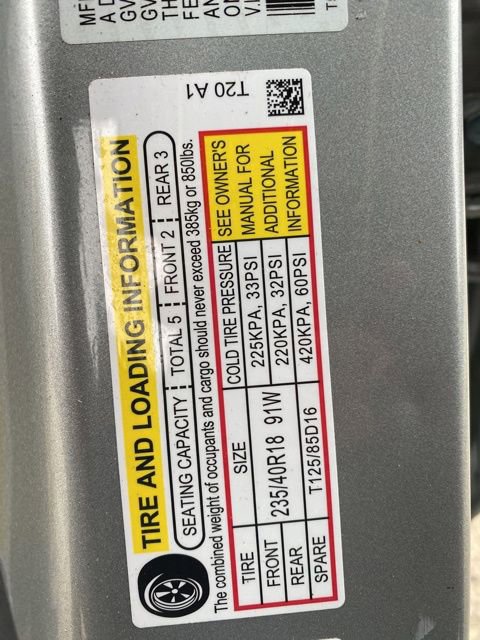 TIRE AND LOADING INFORMATION
SEATING CAPACITY TOTAL 5 FRONT 2 REAR 3
The combined weight of occupants and cargo should never exceed 385kg or 850lbs.
TIRE SIZE COLD TIRE PRESSURE SEE OWNER'S
FRONT 235/40R18 91W 225KPA, 33PSI MANUAL FOR
REAR 220KPA, 32PSI ADDITIONAL
SPARE T125/85D16 420KPA, 60PSI INFORMATION
T20 A1